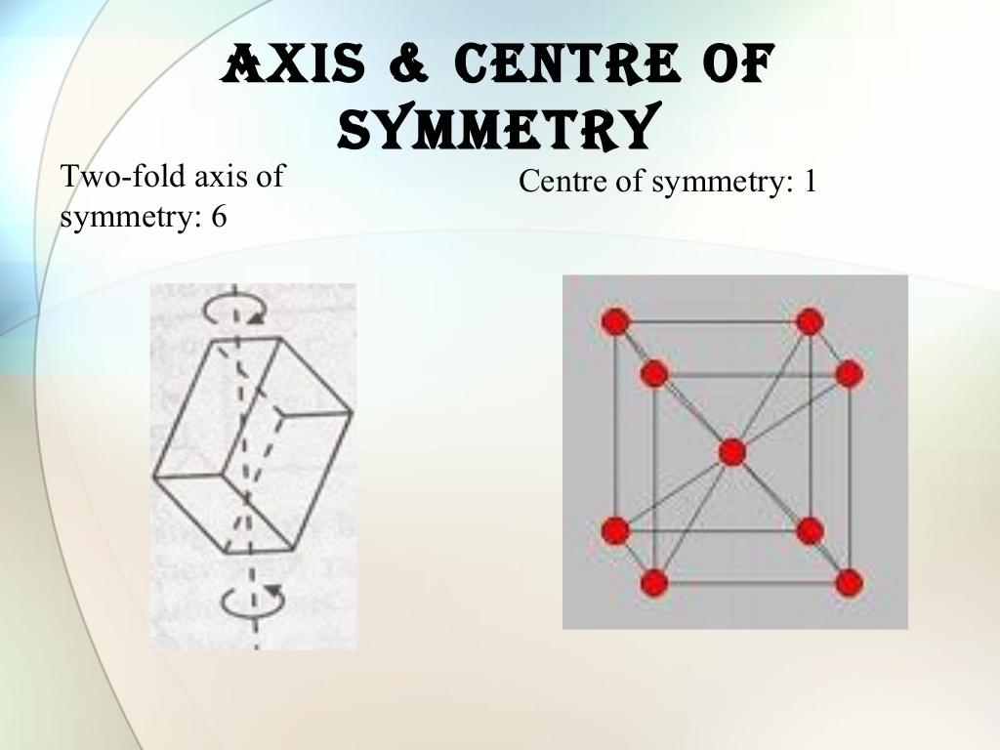 AXIS & CENTRE OF
SYMMETRY
Two-fold axis of
symmetry: 6
Centre of symmetry: 1